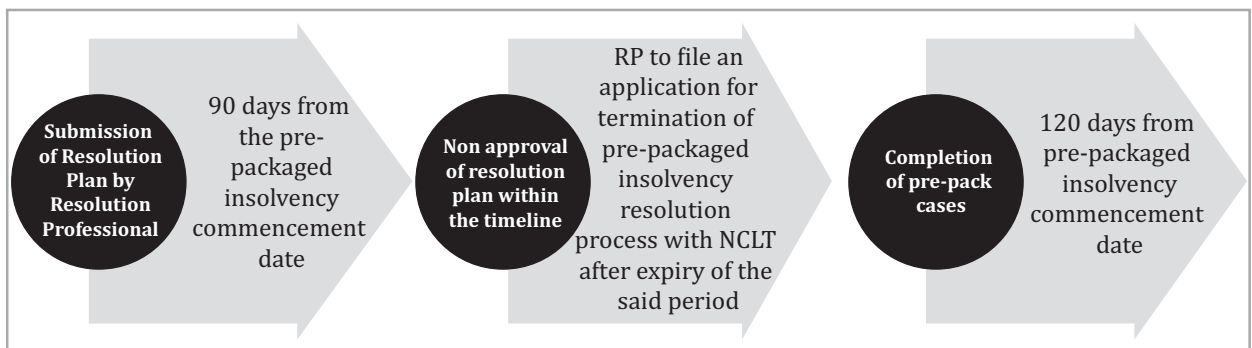 Submission
of Resolution
Plan by
Resolution
Professional
90 days from
the pre-
packaged
insolvency
commencement
date
Non approval
of resolution
plan within
the timeline
RP to file an
application for
termination of
pre-packaged
insolvency
resolution
process with NCLT
after expiry of the
said period
Completion
of pre-pack
cases
120 days from
pre-packaged
insolvency
commencement
date